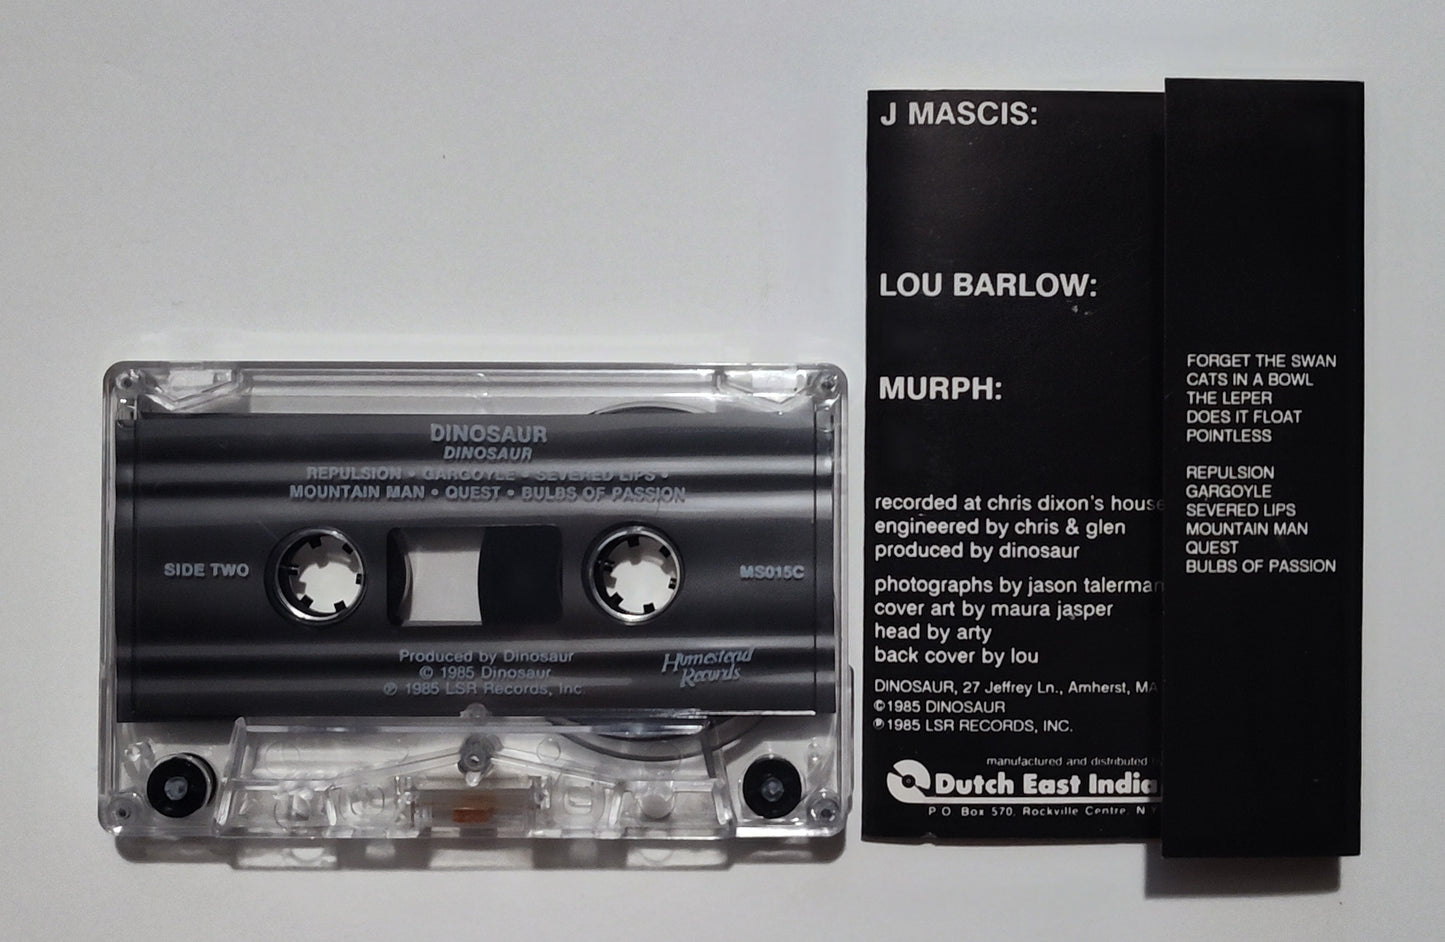 DINOSAUR
DINOSAUR
REPULSION • GARGOYLE • SEVERED LIPS •
MOUNTAIN MAN • QUEST • BULBS OF PASSION
SIDE TWO
MS015C
Produced by Dinosaur
© 1985 Dinosaur
℗ 1985 LSR Records, Inc
Homestead
Records
J MASCIS:
LOU BARLOW:
MURPH:
recorded at chris dixon's house
engineered by chris & glen
produced by dinosaur
photographs by jason talerman
cover art by maura jasper
head by arty
back cover by lou
DINOSAUR, 27 Jeffrey Ln., Amherst, MA
©1985 DINOSAUR
℗1985 LSR RECORDS, INC.
manufactured and distributed
Dutch East India
P O Box 570, Rockville Centre, N Y
FORGET THE SWAN
CATS IN A BOWL
THE LEPER
DOES IT FLOAT
POINTLESS
REPULSION
GARGOYLE
SEVERED LIPS
MOUNTAIN MAN
QUEST
BULBS OF PASSION